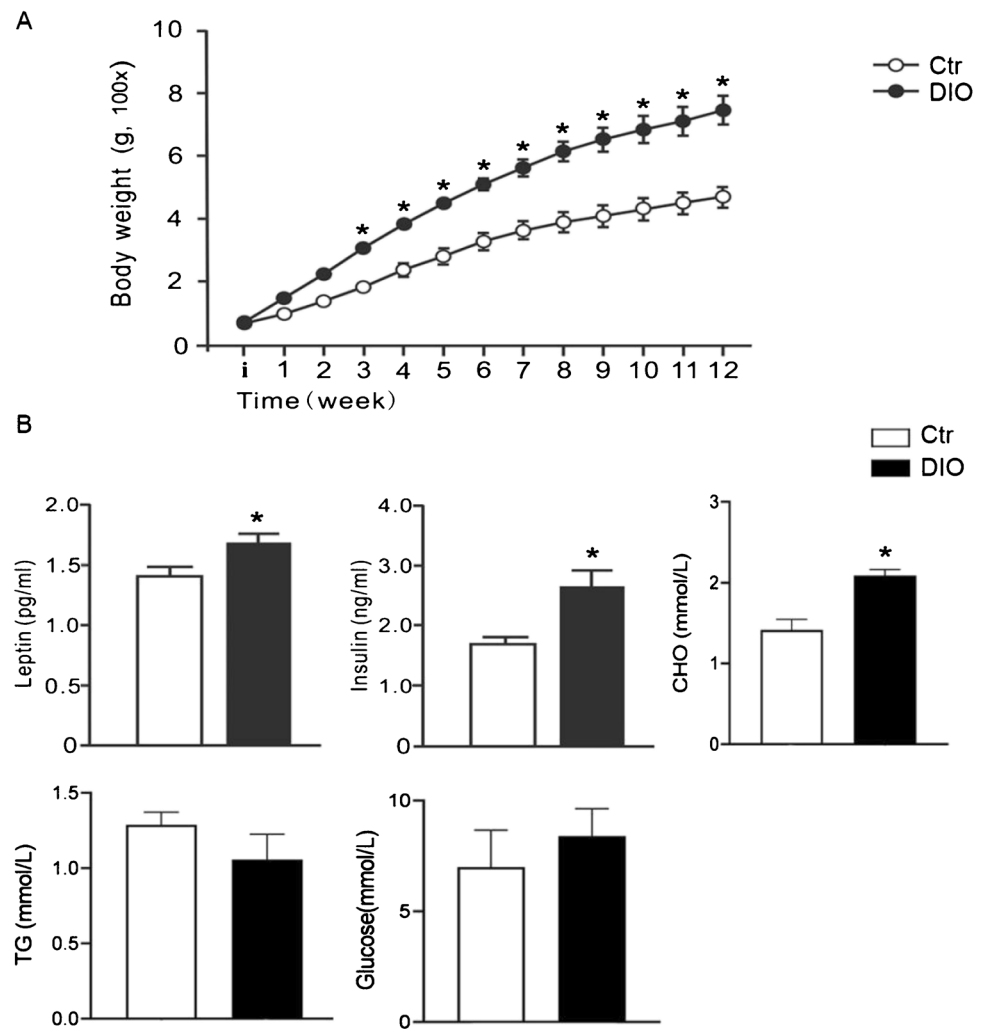 A
Body weight (g, 100x)
10
8
6
4
2
0
* * * * * * * * * *
Ctr
DIO
i 1 2 3 4 5 6 7 8 9 10 11 12
Time (week)
B
Ctr
DIO
Leptin (pg/ml)
2.0
1.5
1.0
0.5
0
*
Insulin (ng/ml)
4.0
3.0
2.0
1.0
0
*
CHO (mmol/L)
3
2
1
0
*
TG (mmol/L)
1.5
1.0
0.5
0.0
Glucose(mmol/L)
10
5
0